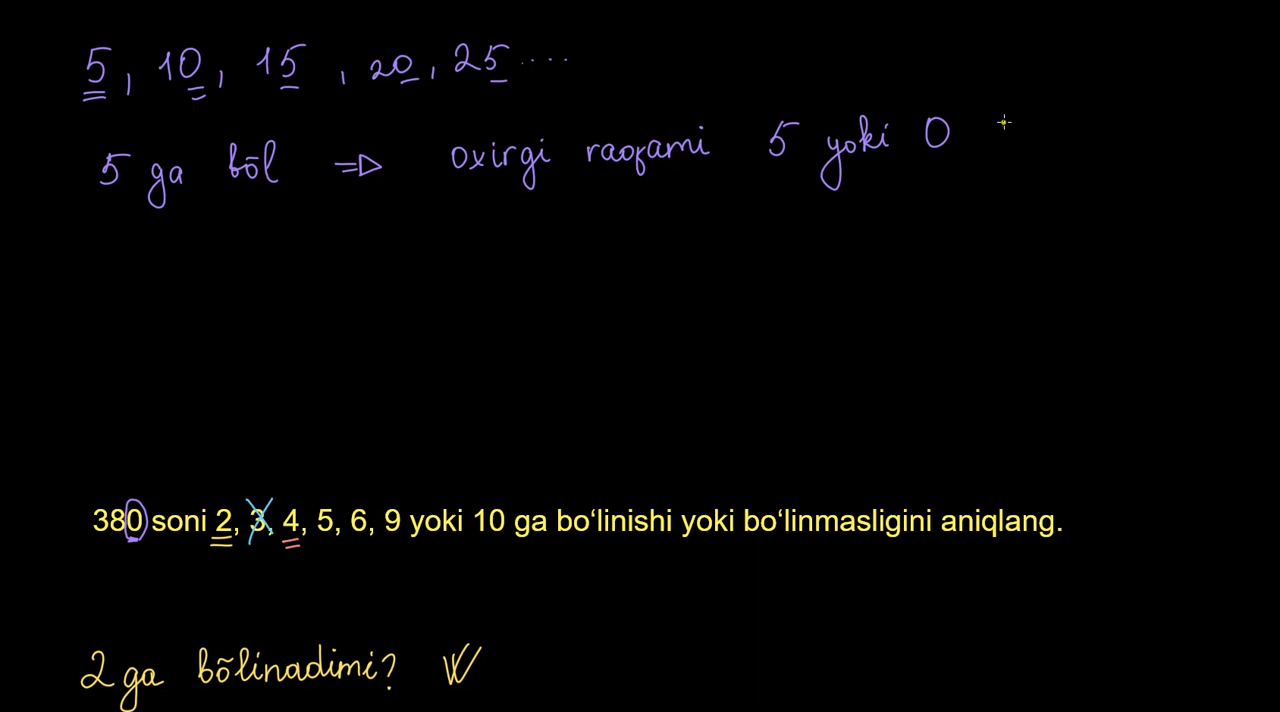 5, 10, 15, 20, 25....
5 ga bōl => oxirgi raqami 5 yoki 0
380 soni 2, 3, 4, 5, 6, 9 yoki 10 ga bo‘linishi yoki bo‘linmasligini aniqlang.
2 ga bōlinadimi?